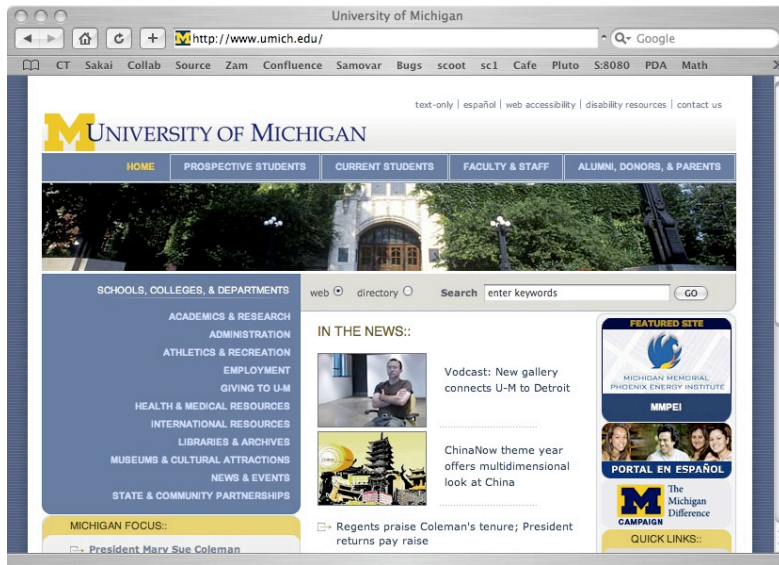 University of Michigan
http://www.umich.edu/
Google
CT Sakai Collab Source Zam Confluence Samovar Bugs scoot sc1 Cafe Pluto S:8080 PDA Math
text-only | español | web accessibility | disability resources | contact us
M UNIVERSITY OF MICHIGAN
HOME PROSPECTIVE STUDENTS CURRENT STUDENTS FACULTY & STAFF ALUMNI, DONORS, & PARENTS
SCHOOLS, COLLEGES, & DEPARTMENTS
ACADEMICS & RESEARCH
ADMINISTRATION
ATHLETICS & RECREATION
EMPLOYMENT
GIVING TO U-M
HEALTH & MEDICAL RESOURCES
INTERNATIONAL RESOURCES
LIBRARIES & ARCHIVES
MUSEUMS & CULTURAL ATTRACTIONS
NEWS & EVENTS
STATE & COMMUNITY PARTNERSHIPS
MICHIGAN FOCUS::
President Mary Sue Coleman
web directory Search enter keywords GO
IN THE NEWS::
Vodcast: New gallery
connects U-M to Detroit
ChinaNow theme year
offers multidimensional
look at China
Regents praise Coleman's tenure; President
returns pay raise
FEATURED SITE
MICHIGAN MEMORIAL
PHOENIX ENERGY INSTITUTE
MMPEI
PORTAL EN ESPAÑOL
M
CAMPAIGN
The
Michigan
Difference
QUICK LINKS::